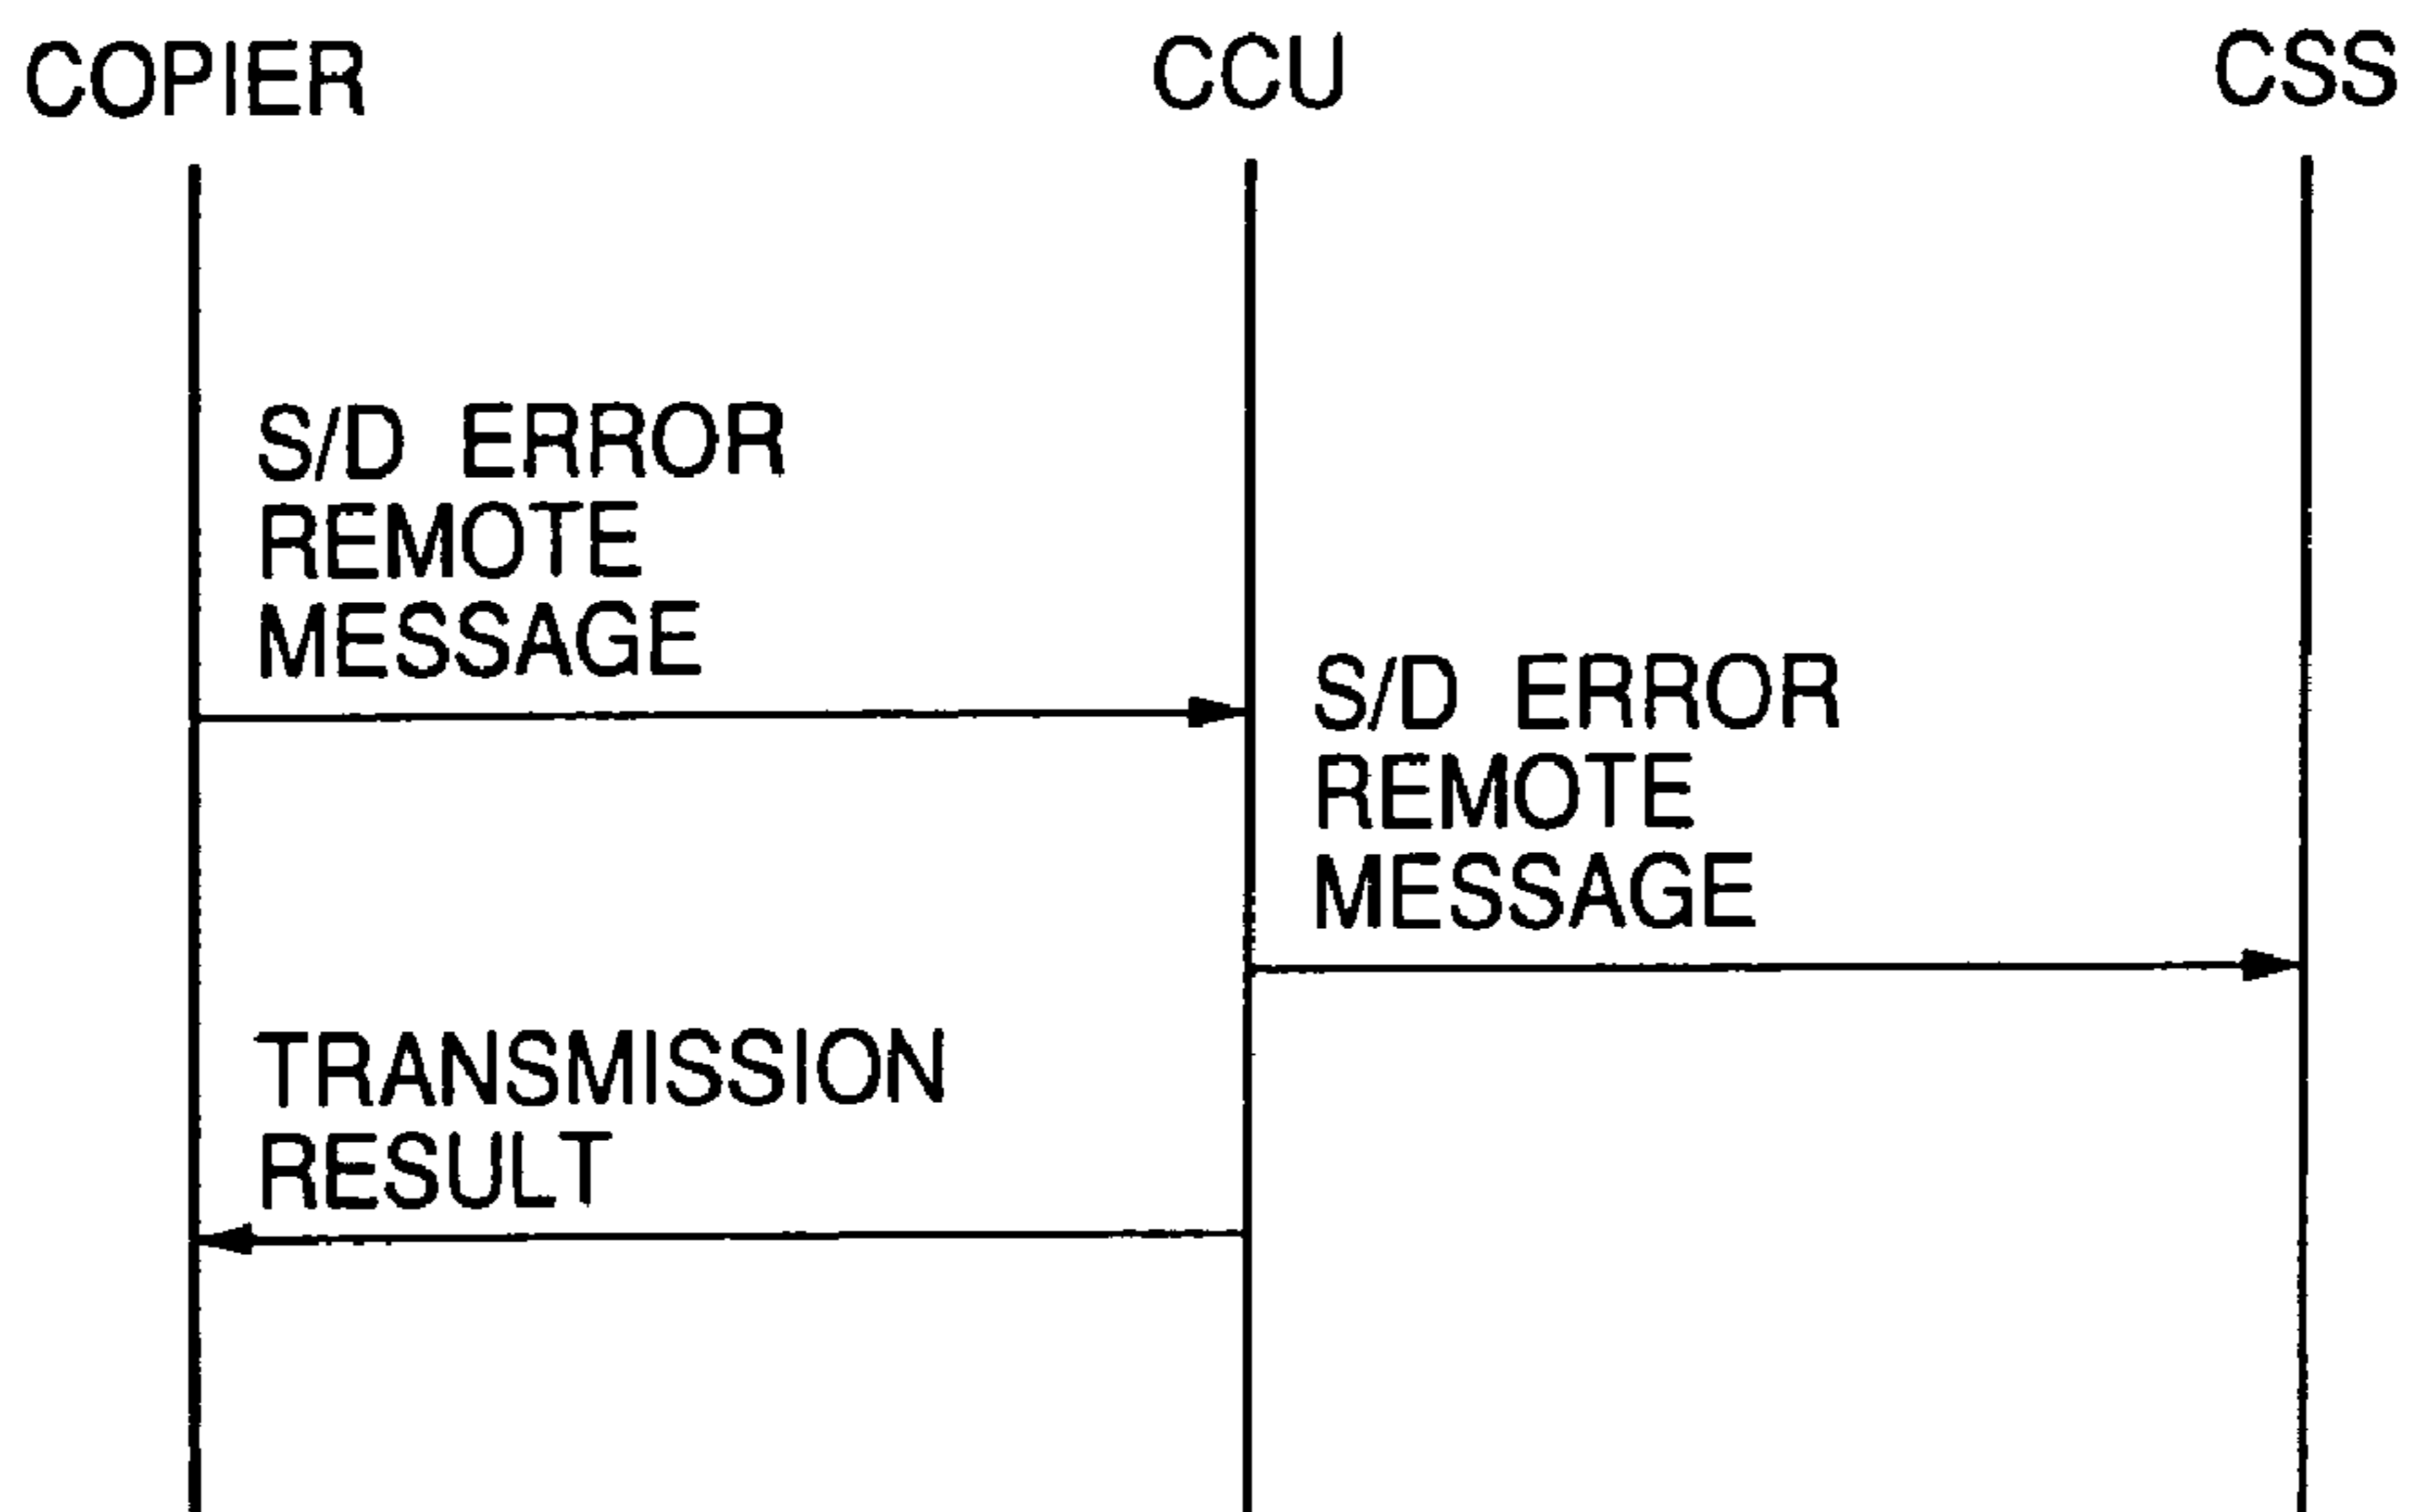 COPIER
CCU
CSS
S/D ERROR
REMOTE
MESSAGE
S/D ERROR
REMOTE
MESSAGE
TRANSMISSION
RESULT